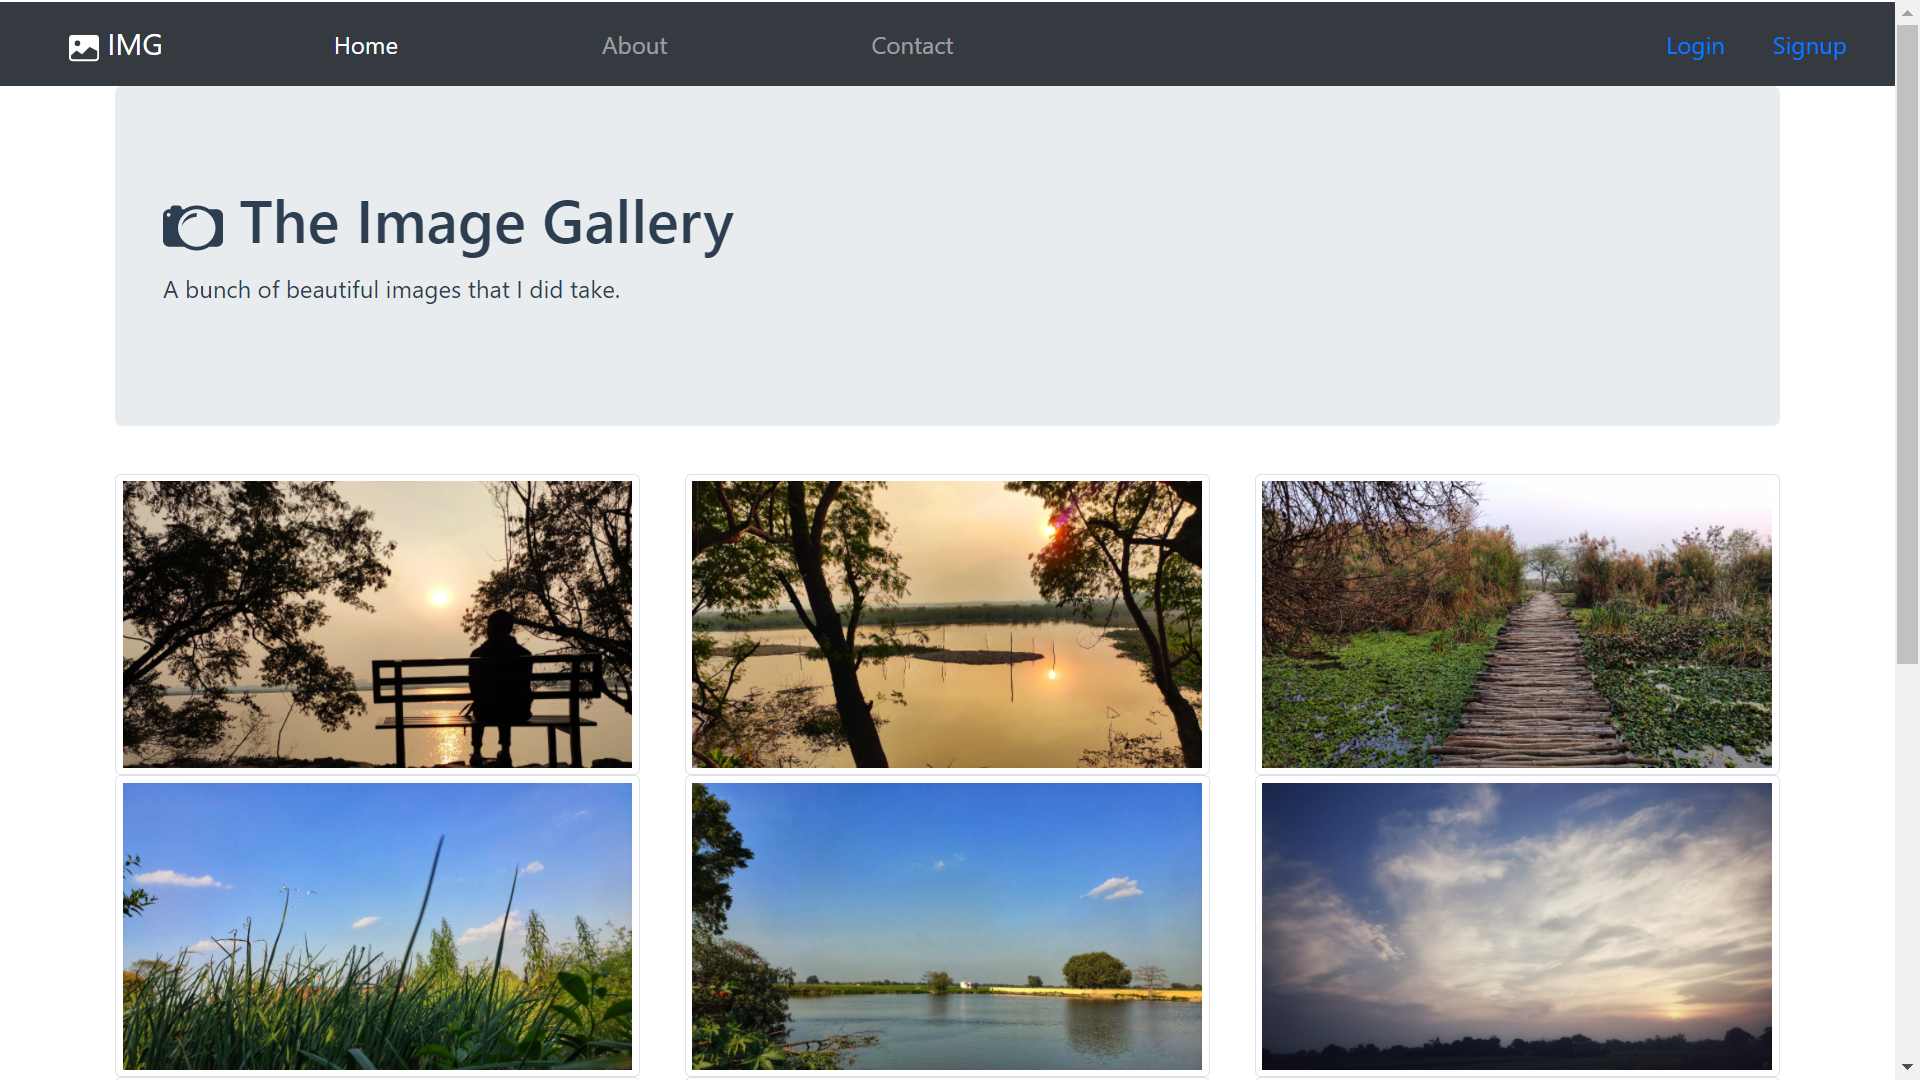 IMG Home About Contact Login Signup
The Image Gallery
A bunch of beautiful images that I did take.